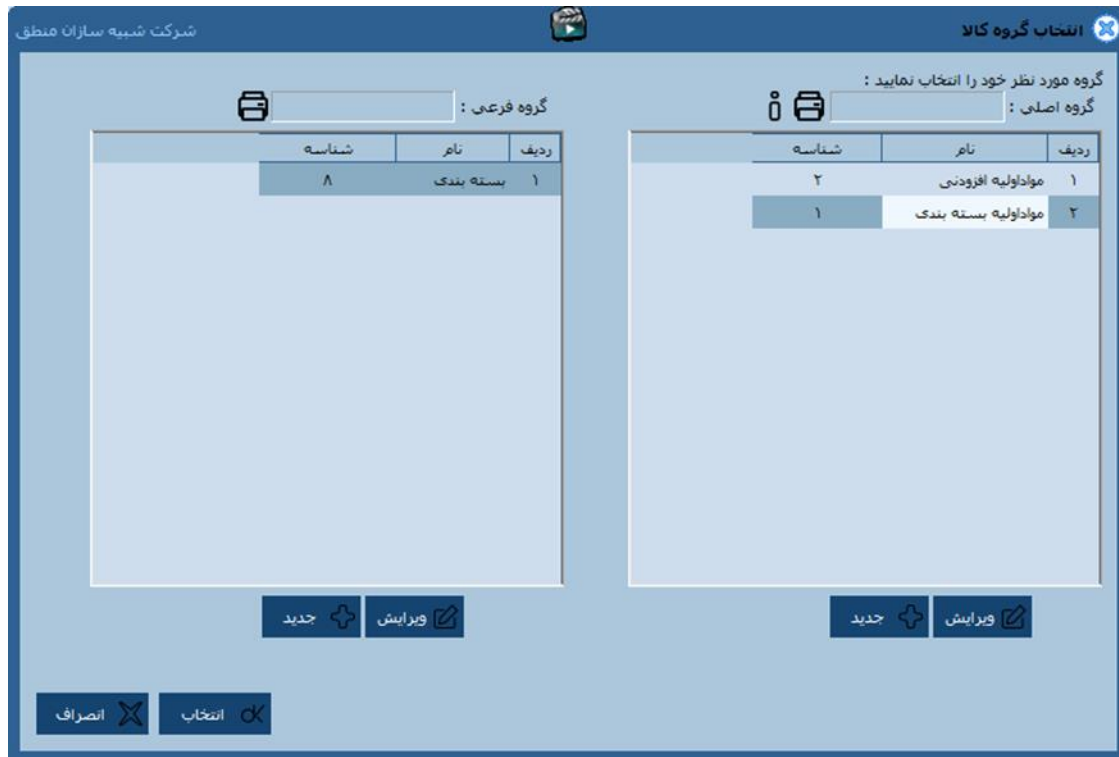 انتخاب گروه کالا
شرکت شبیه سازان منطق
گروه مورد نظر خود را انتخاب نمایید :
گروه اصلی :
گروه فرعی :
ردیف نام شناسه
۱ مواداولیه افزودنی ۲
۲ مواداولیه بسته بندی ۱
ردیف نام شناسه
۱ بسته بندی ۸
ویرایش جدید
ویرایش جدید
OK انتخاب
انصراف